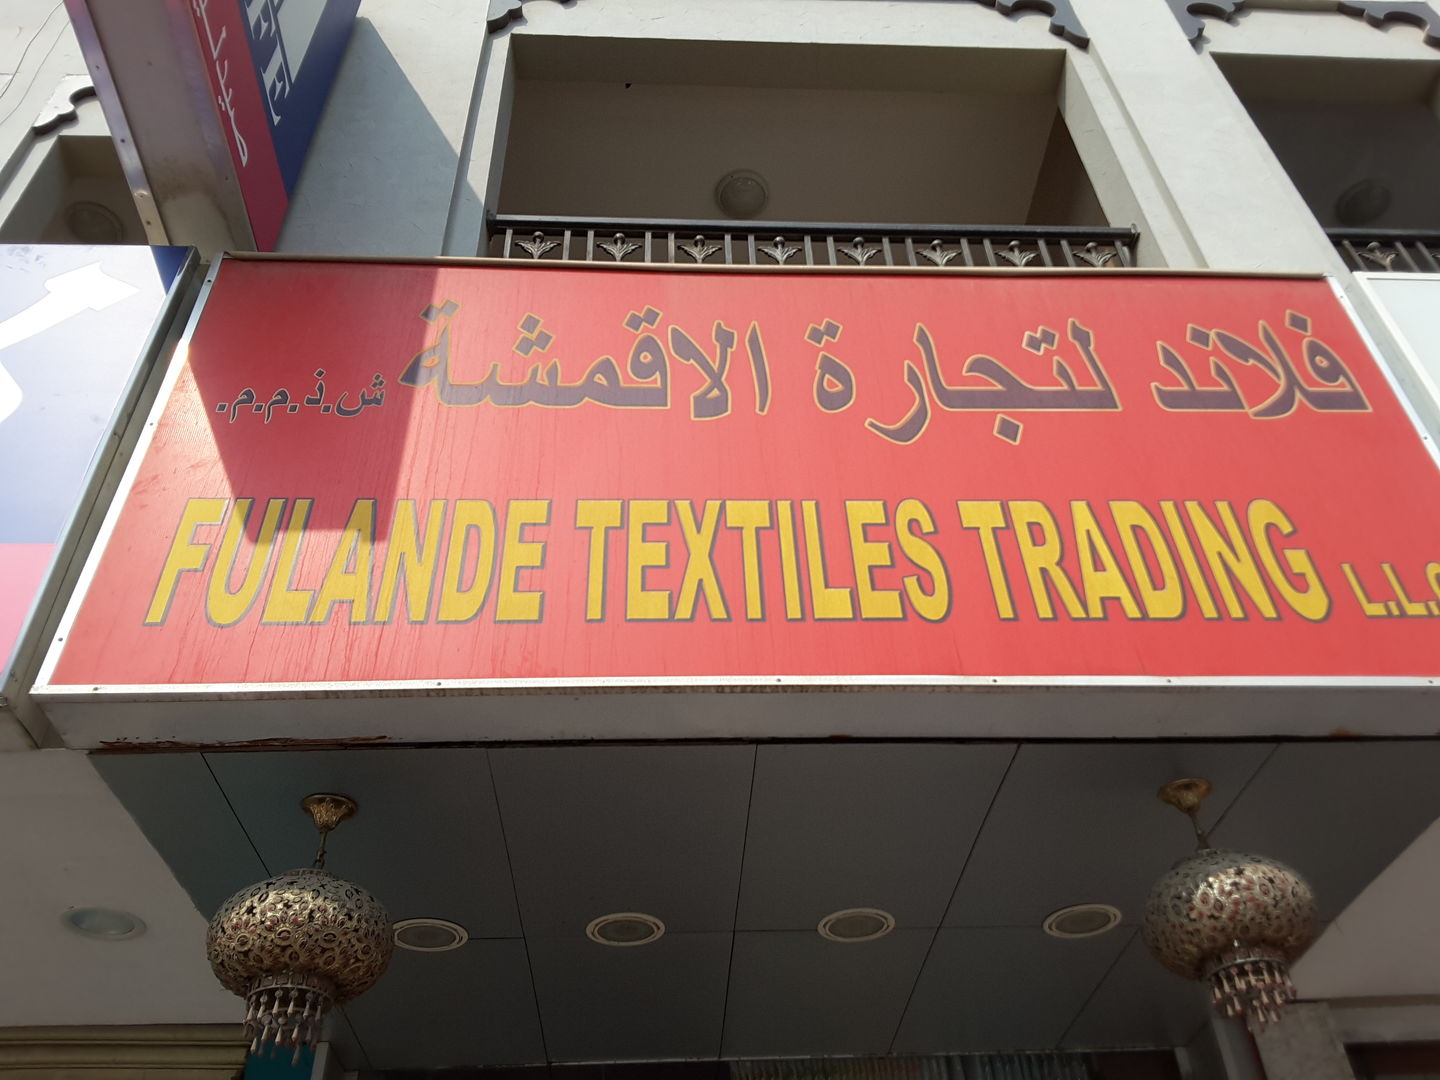 فلاند لتجارة الاقمشة ش.ذ.م.م.
FULANDE TEXTILES TRADING L.L.C